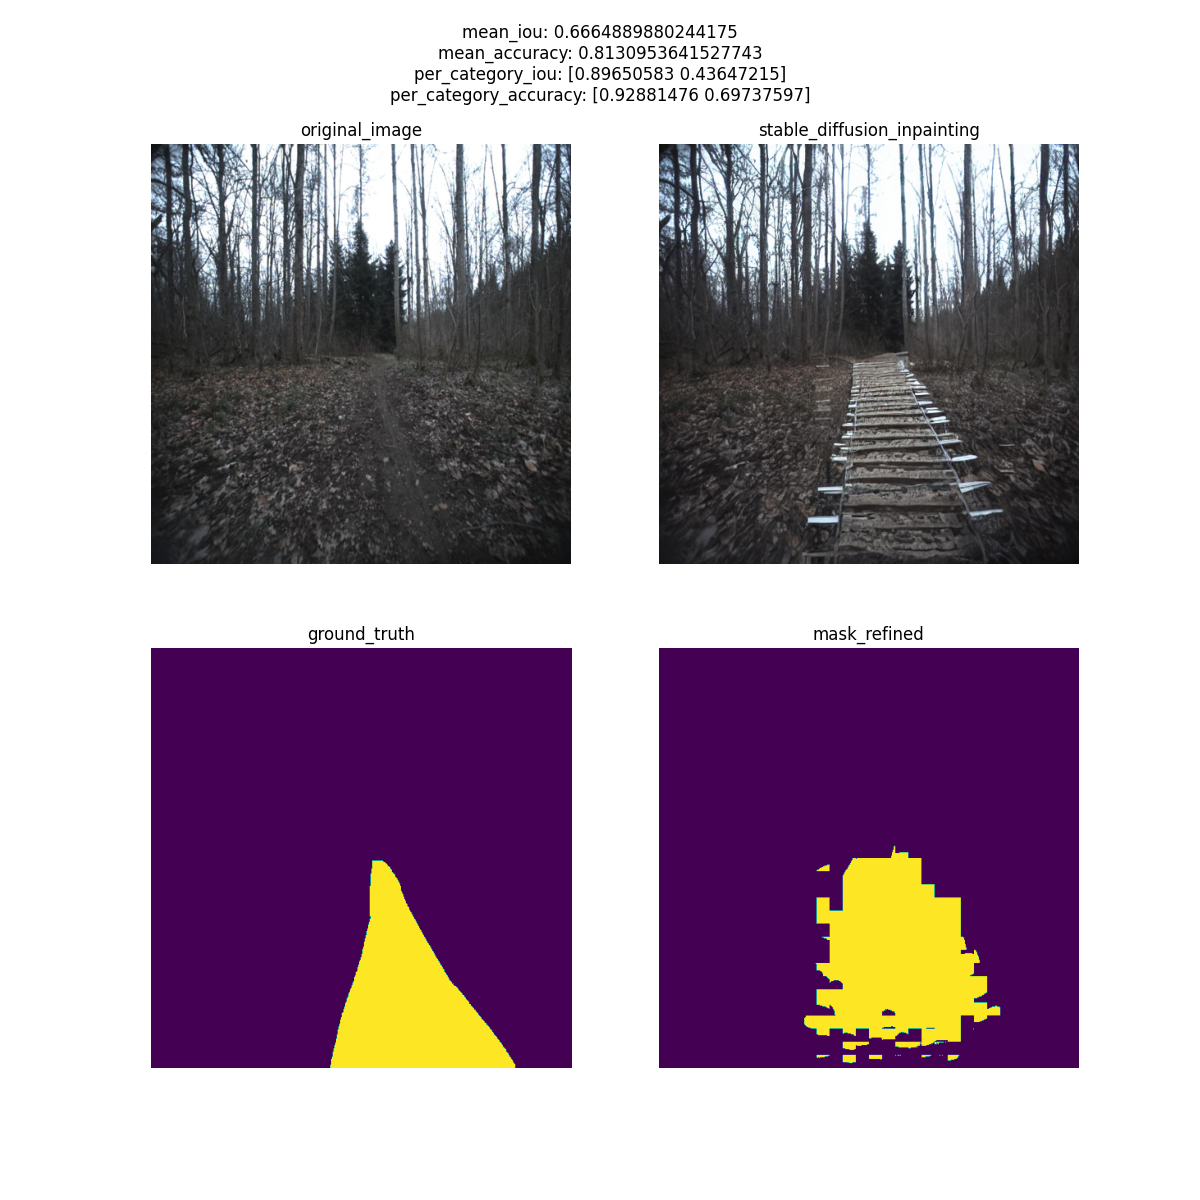 mean_iou: 0.6664889880244175
mean_accuracy: 0.8130953641527743
per_category_iou: [0.89650583 0.43647215]
per_category_accuracy: [0.92881476 0.69737597]
original_image
stable_diffusion_inpainting
ground_truth
mask_refined